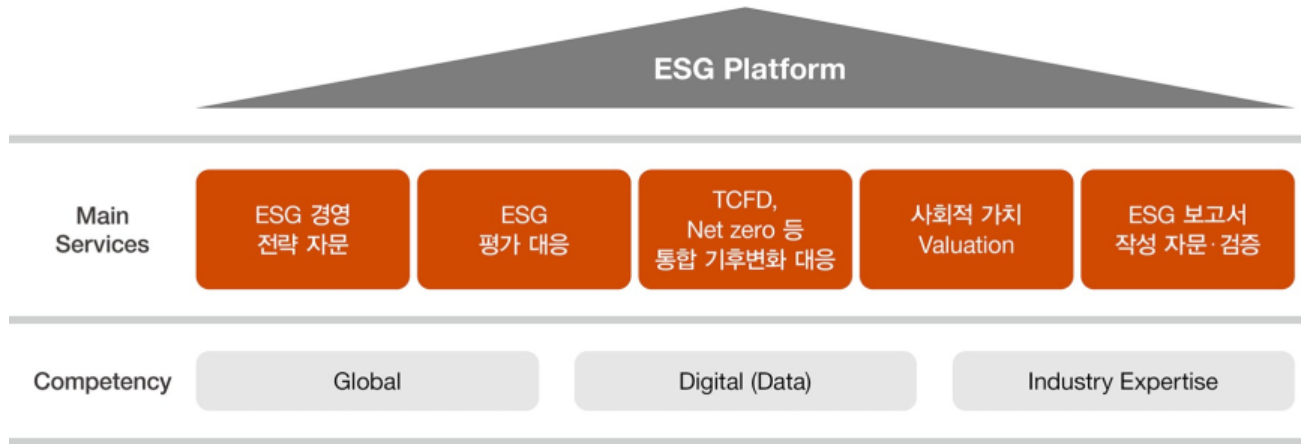 ESG Platform
Main
Services
ESG 경영
전략 자문
ESG
평가 대응
TCFD,
Net zero 등
통합 기후변화 대응
사회적 가치
Valuation
ESG 보고서
작성 자문·검증
Competency
Global
Digital (Data)
Industry Expertise